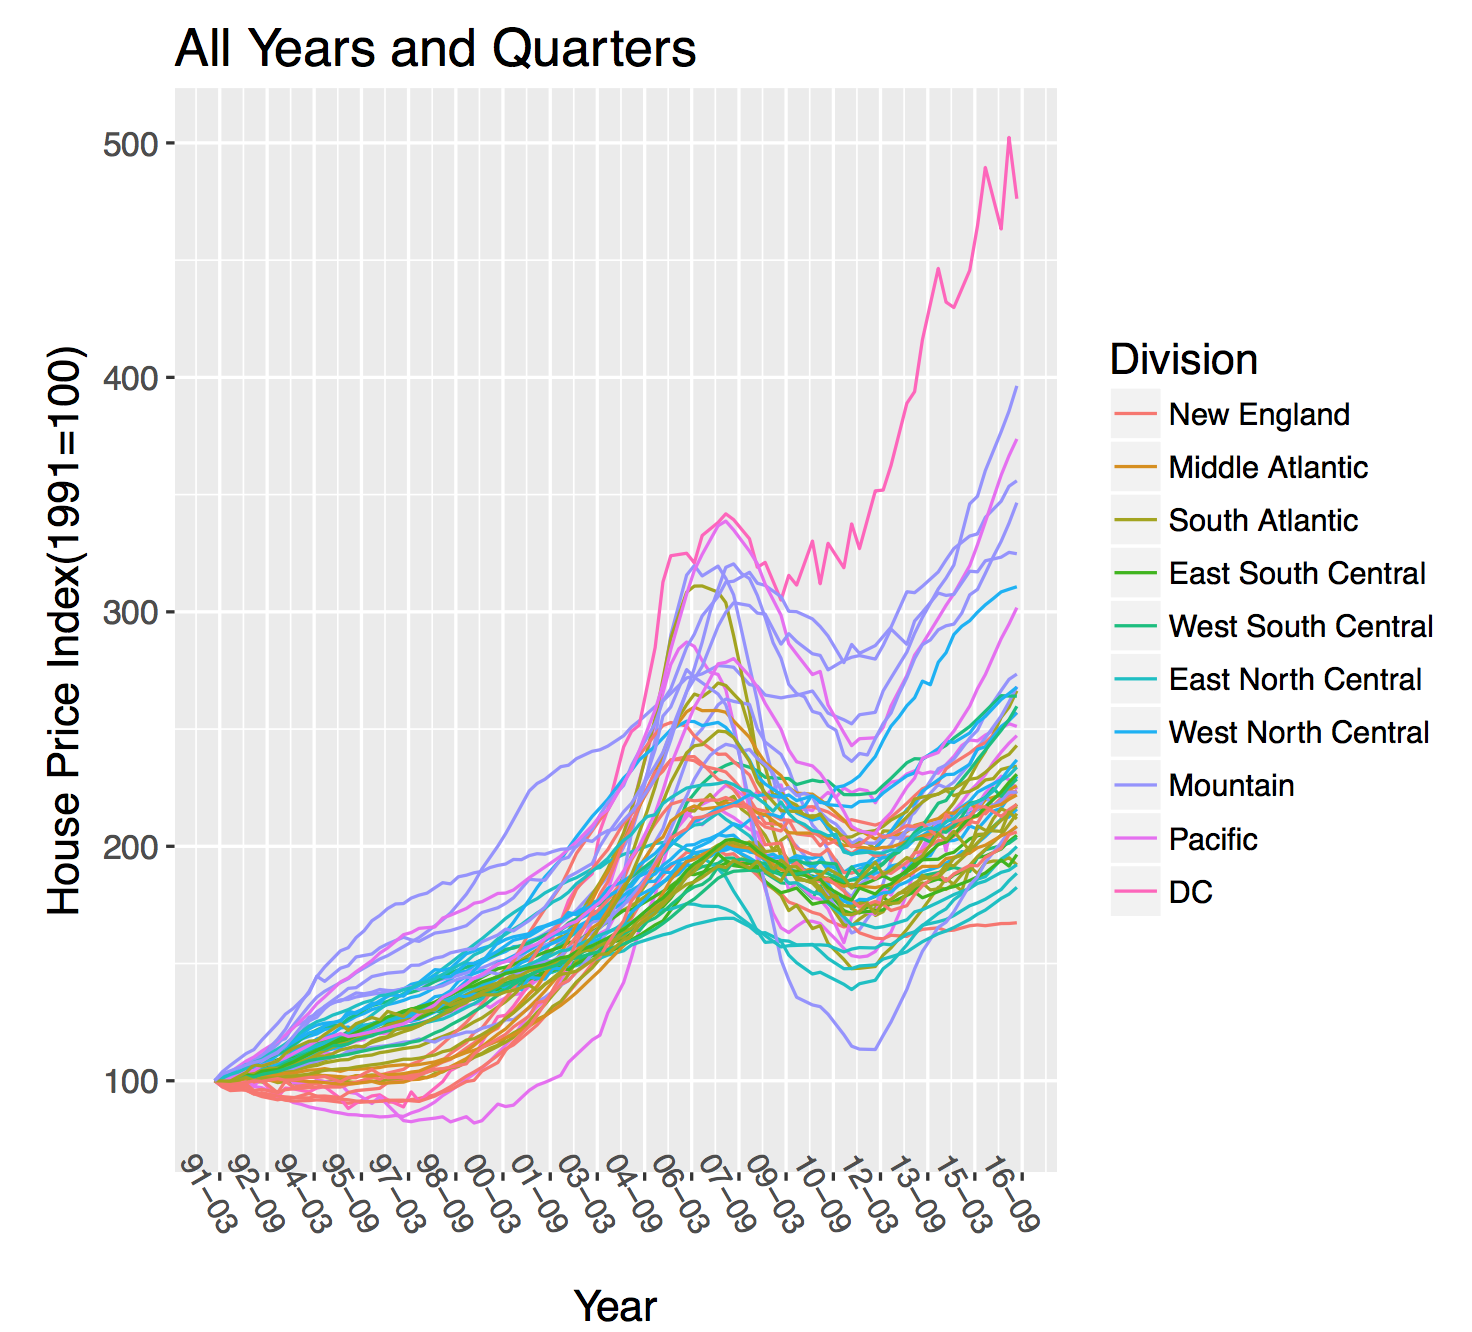 All Years and Quarters
House Price Index(1991=100)
500
400
300
200
100
91−03
92−09
94−03
95−09
97−03
98−09
00−03
01−09
03−03
04−09
06−03
07−09
09−03
10−09
12−03
13−09
15−03
16−09
Year
Division
New England
Middle Atlantic
South Atlantic
East South Central
West South Central
East North Central
West North Central
Mountain
Pacific
DC